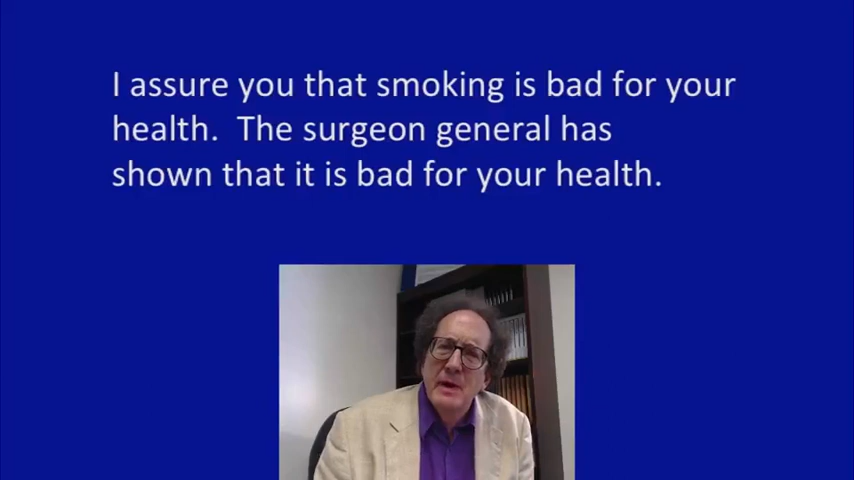 I assure you that smoking is bad for your
health.  The surgeon general has
shown that it is bad for your health.